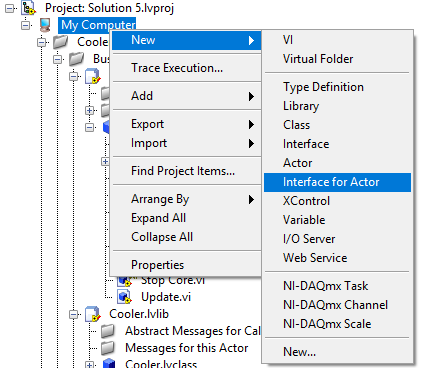 Project: Solution 5.lvproj
My Computer
Coole
Bus
New
Trace Execution...
Add
Export
Import
Find Project Items...
Arrange By
Expand All
Collapse All
Properties
VI
Virtual Folder
Type Definition
Library
Class
Interface
Actor
Interface for Actor
XControl
Variable
I/O Server
Web Service
NI-DAQmx Task
NI-DAQmx Channel
NI-DAQmx Scale
New...
Stop Core.vi
Update.vi
Cooler.lvlib
Abstract Messages for Cal
Messages for this Actor
Cooler.lvclass